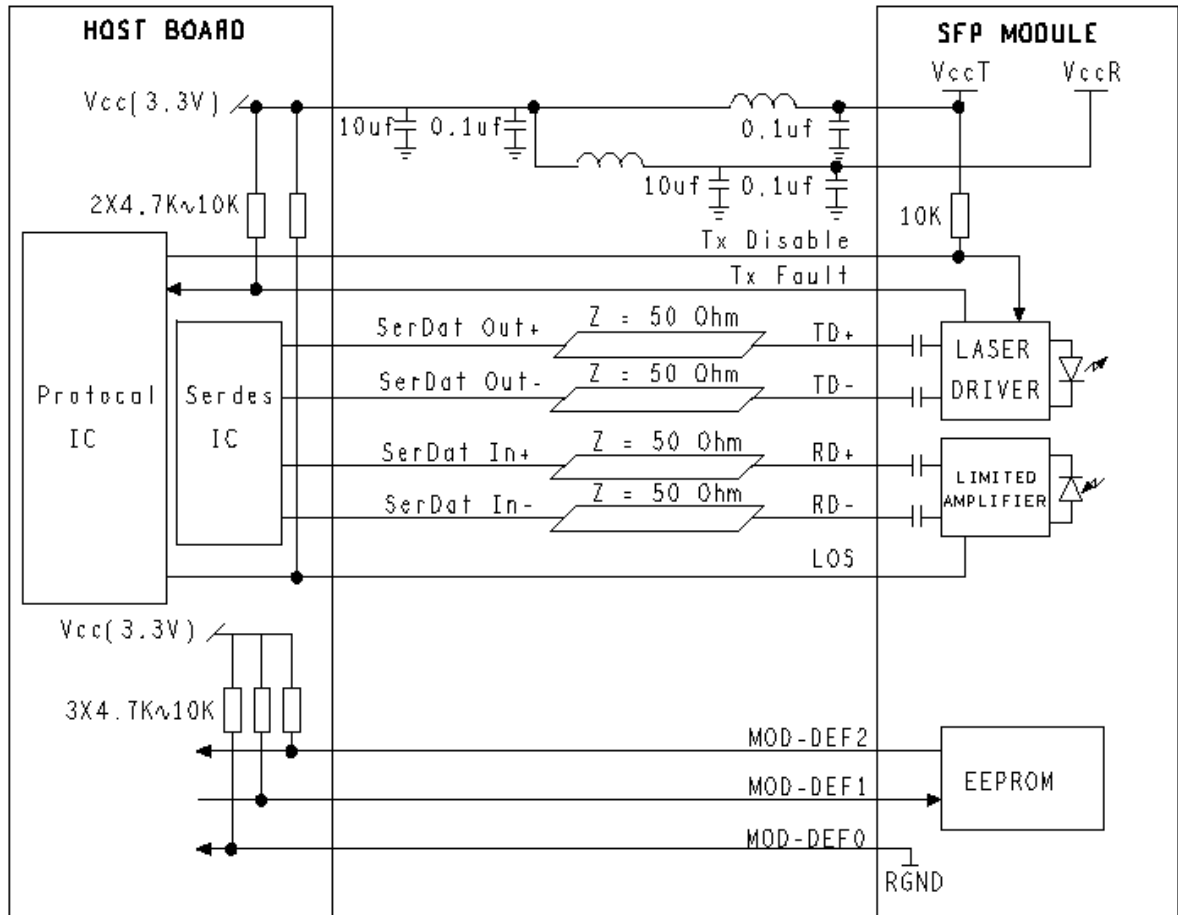 HOST BOARD
SFP MODULE
VccT
VccR
Vcc(3.3V)
10uf
0.1uf
0.1uf
10uf
0.1uf
2X4.7K~10K
10K
Tx Disable
Tx Fault
SerDat Out+
Z = 50 Ohm
TD+
SerDat Out-
Z = 50 Ohm
TD-
LASER
DRIVER
Protocal
IC
Serdes
IC
SerDat In+
Z = 50 Ohm
RD+
SerDat In-
Z = 50 Ohm
RD-
LIMITED
AMPLIFIER
LOS
Vcc(3.3V)
3X4.7K~10K
MOD-DEF2
MOD-DEF1
MOD-DEF0
EEPROM
RGND